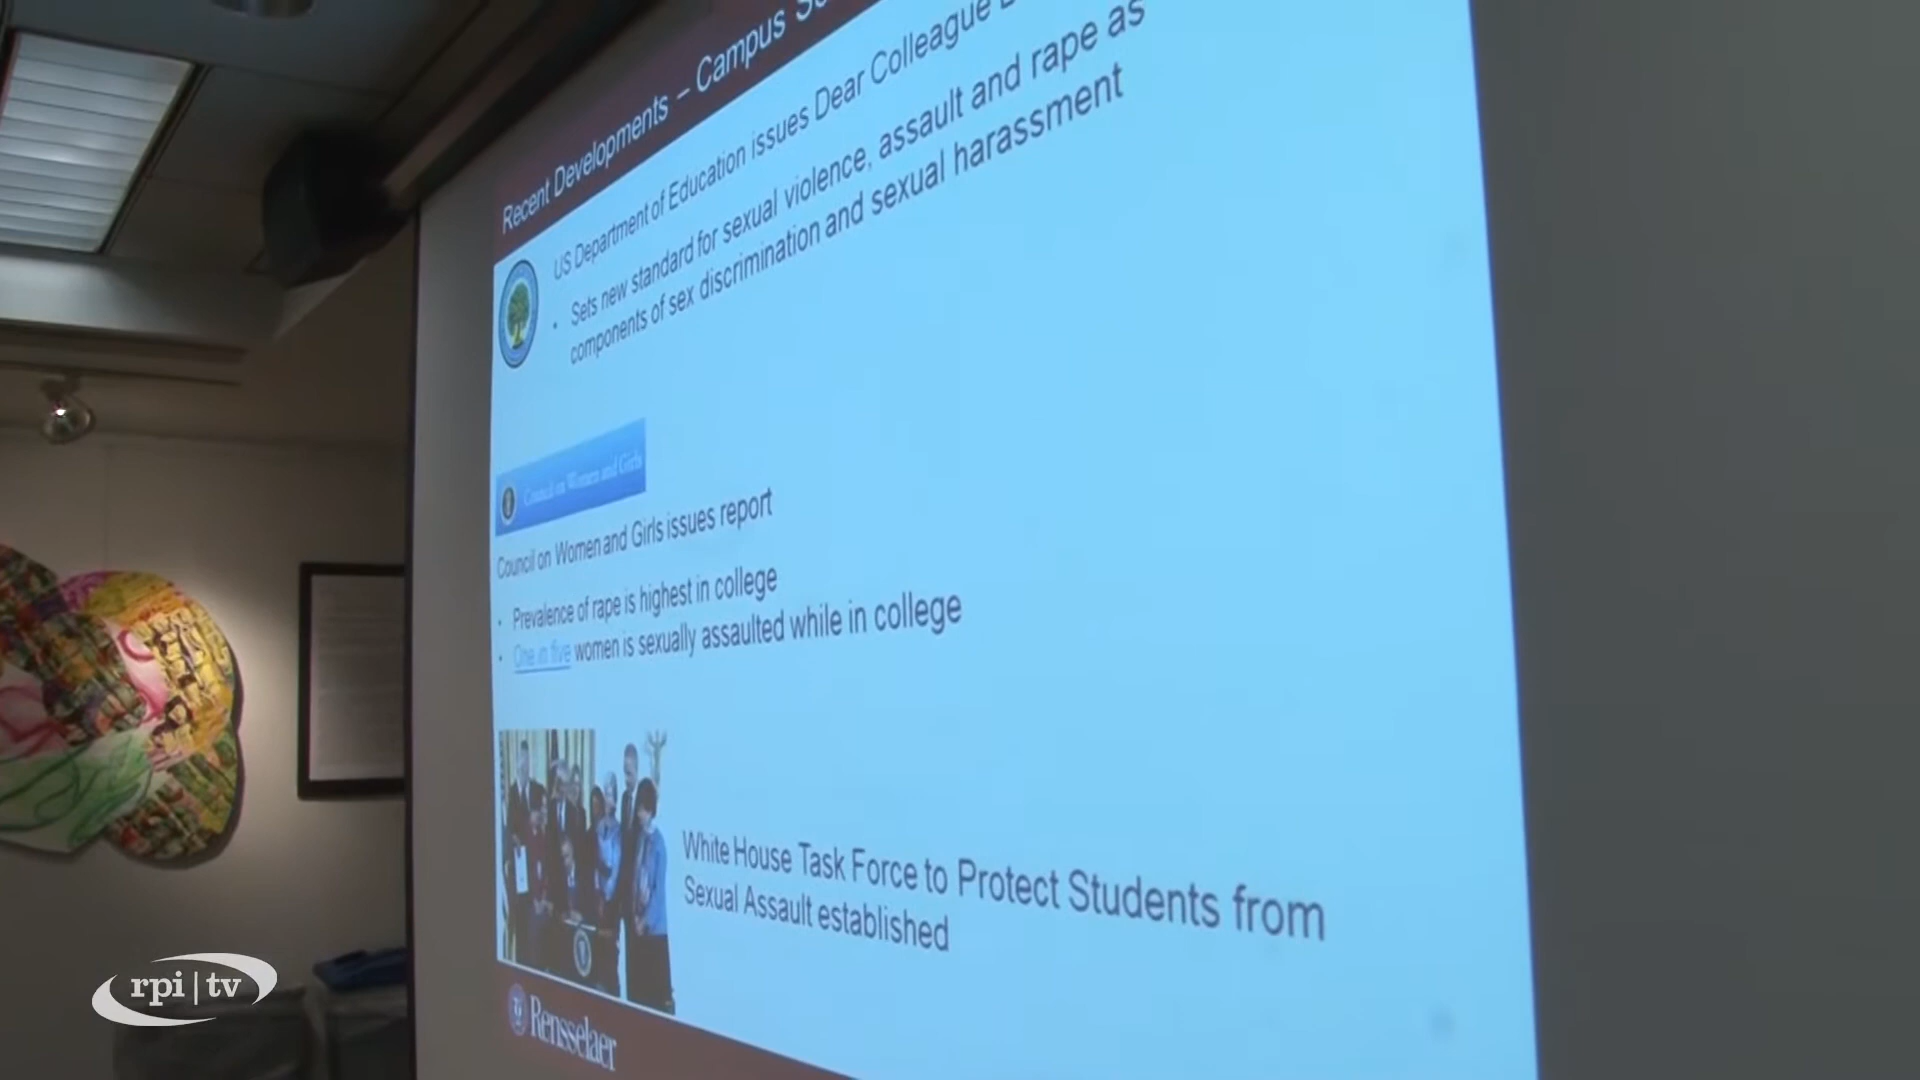 Recent Developments – Campus
US Department of Education issues Dear Colleague
• Sets new standard for sexual violence, assault and rape as
components of sex discrimination and sexual harassment
Council on Women and Girls
Council on Women and Girls issues report
• Prevalence of rape is highest in college
• One in five women is sexually assaulted while in college
White House Task Force to Protect Students from
Sexual Assault established
Rensselaer
rpi|tv